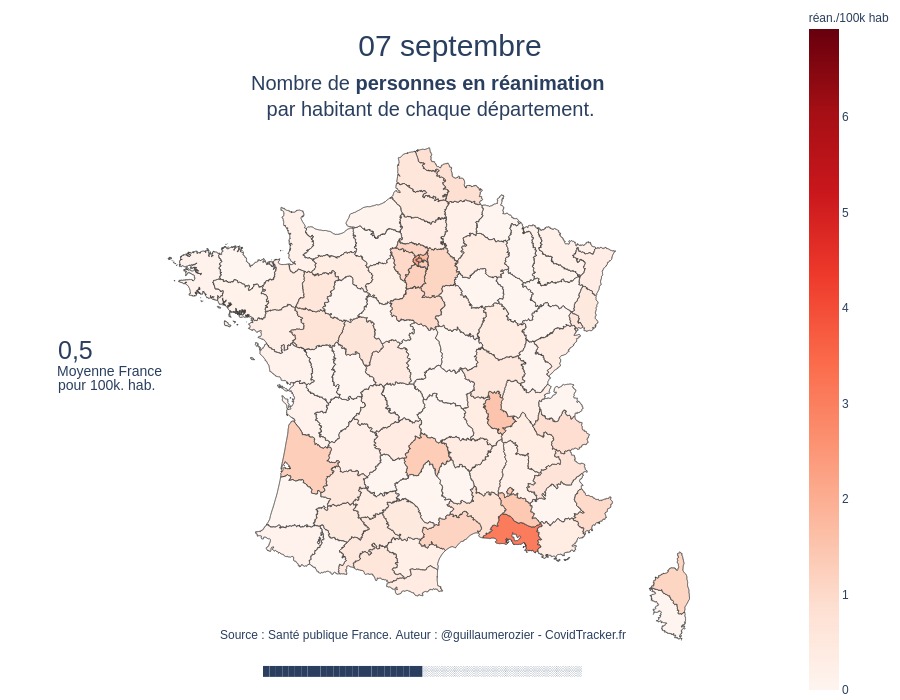 réan./100k hab
07 septembre
Nombre de personnes en réanimation
par habitant de chaque département.
6
5
4
3
2
1
0
0,5
Moyenne France
pour 100k. hab.
Source : Santé publique France. Auteur : @guillaumerozier - CovidTracker.fr